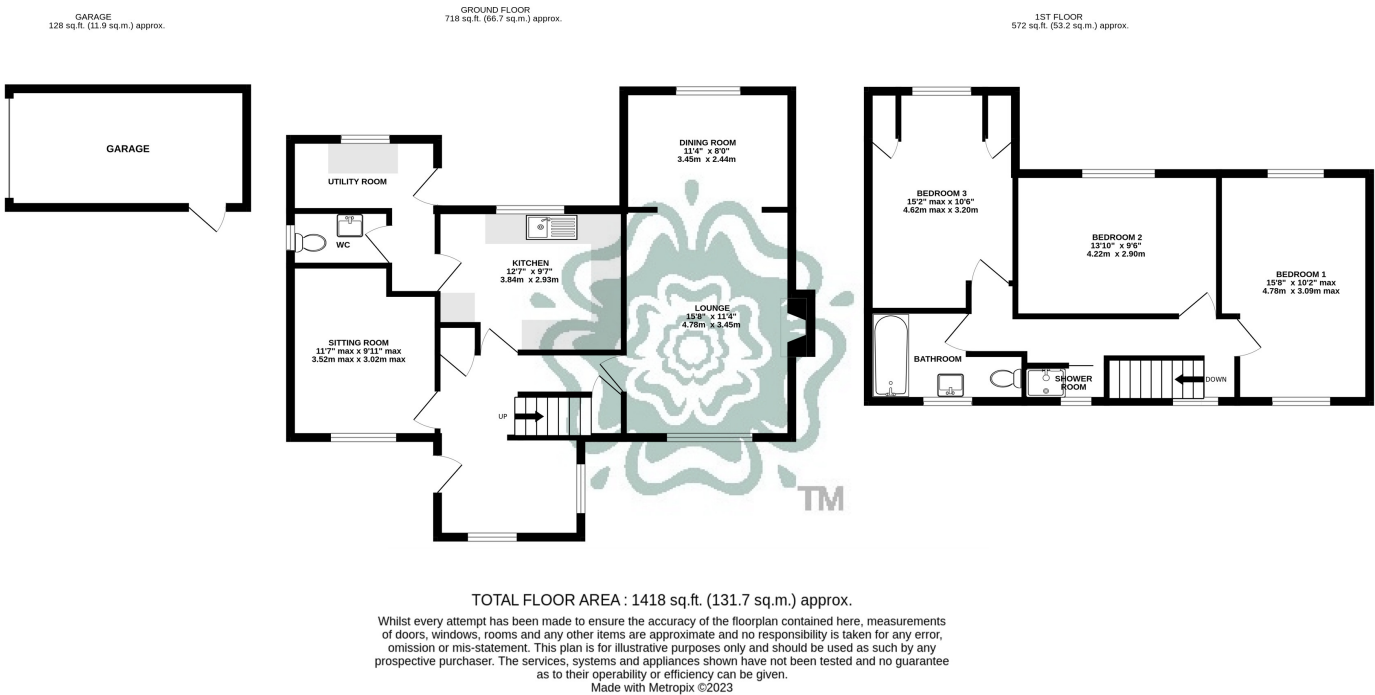 GARAGE
128 sq.ft. (11.9 sq.m.) approx.
GROUND FLOOR
718 sq.ft. (66.7 sq.m.) approx.
1ST FLOOR
572 sq.ft. (53.2 sq.m.) approx.
GARAGE
UTILITY ROOM
WC
KITCHEN
12'7" x 9'7"
3.84m x 2.93m
DINING ROOM
11'4" x 8'0"
3.45m x 2.44m
LOUNGE
15'8" x 11'4"
4.78m x 3.45m
SITTING ROOM
11'7" max x 9'11" max
3.52m max x 3.02m max
UP
TM
BEDROOM 3
15'2" max x 10'6"
4.62m max x 3.20m
BEDROOM 2
13'10" x 9'6"
4.22m x 2.90m
BEDROOM 1
15'8" x 10'2" max
4.78m x 3.09m max
BATHROOM
SHOWER
ROOM
DOWN
TOTAL FLOOR AREA : 1418 sq.ft. (131.7 sq.m.) approx.
Whilst every attempt has been made to ensure the accuracy of the floorplan contained here, measurements
of doors, windows, rooms and any other items are approximate and no responsibility is taken for any error,
omission or mis-statement. This plan is for illustrative purposes only and should be used as such by any
prospective purchaser. The services, systems and appliances shown have not been tested and no guarantee
as to their operability or efficiency can be given.
Made with Metropix ©2023